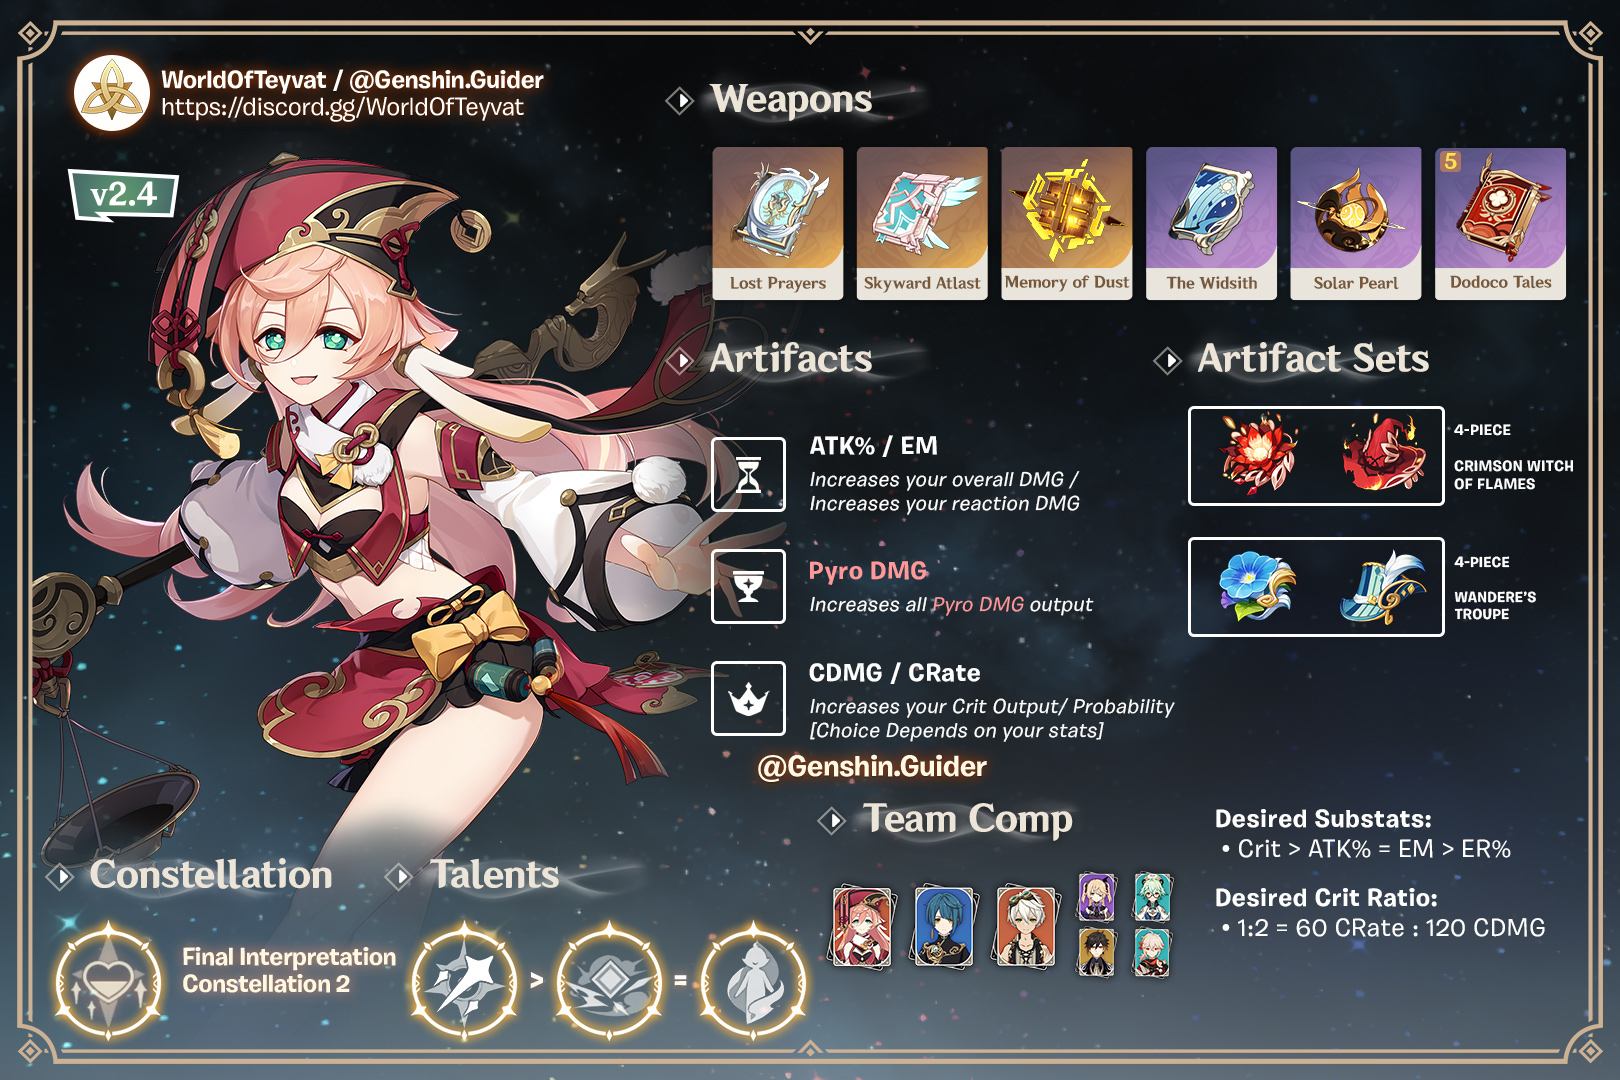 WorldOfTeyvat / @Genshin.Guider
https://discord.gg/WorldOfTeyvat
v2.4
Weapons
Lost Prayers
Skyward Atlast
Memory of Dust
The Widsith
Solar Pearl
5
Dodoco Tales
Artifacts
ATK% / EM
Increases your overall DMG /
Increases your reaction DMG
Pyro DMG
Increases all Pyro DMG output
CDMG / CRate
Increases your Crit Output/ Probability
[Choice Depends on your stats]
@Genshin.Guider
Artifact Sets
4-PIECE
CRIMSON WITCH
OF FLAMES
4-PIECE
WANDERE'S
TROUPE
Team Comp
Desired Substats:
• Crit > ATK% = EM > ER%
Desired Crit Ratio:
• 1:2 = 60 CRate : 120 CDMG
Constellation
Final Interpretation
Constellation 2
Talents
> =